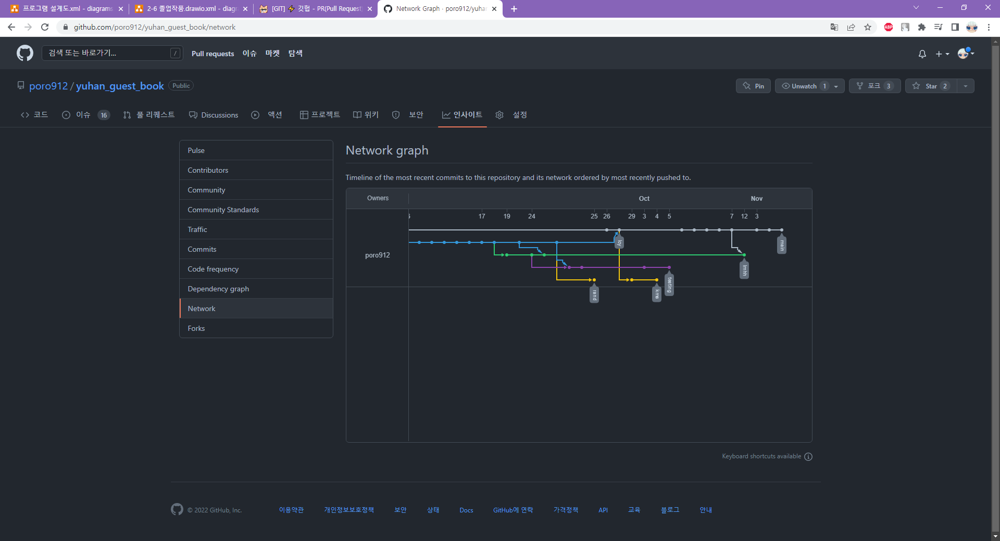 프로그램 설계도.xml - diagrams
2-6 졸업작품.drawio.xml - diagr
[GIT] ⚡ 깃헙 - PR(Pull Request)
Network Graph · poro912/yuha
github.com/poro912/yuhan_guest_book/network
ABP
검색 또는 바로가기...
/
Pull requests 이슈 마켓 탐색
poro912 / yuhan_guest_book Public
Pin
Unwatch 1
포크 3
Star 2
코드 이슈 16 풀 리퀘스트 Discussions 액션 프로젝트 위키 보안 인사이트 설정
Pulse
Contributors
Community
Community Standards
Traffic
Commits
Code frequency
Dependency graph
Network
Forks
Network graph
Timeline of the most recent commits to this repository and its network ordered by most recently pushed to.
Owners Oct Nov
17 19 24 25 26 29 3 4 5 7 12 3
poro912
main
lmhh
testing
rand
kms
Keyboard shortcuts available
© 2022 GitHub, Inc. 이용약관 개인정보보호정책 보안 상태 Docs GitHub에 연락 가격정책 API 교육 블로그 안내